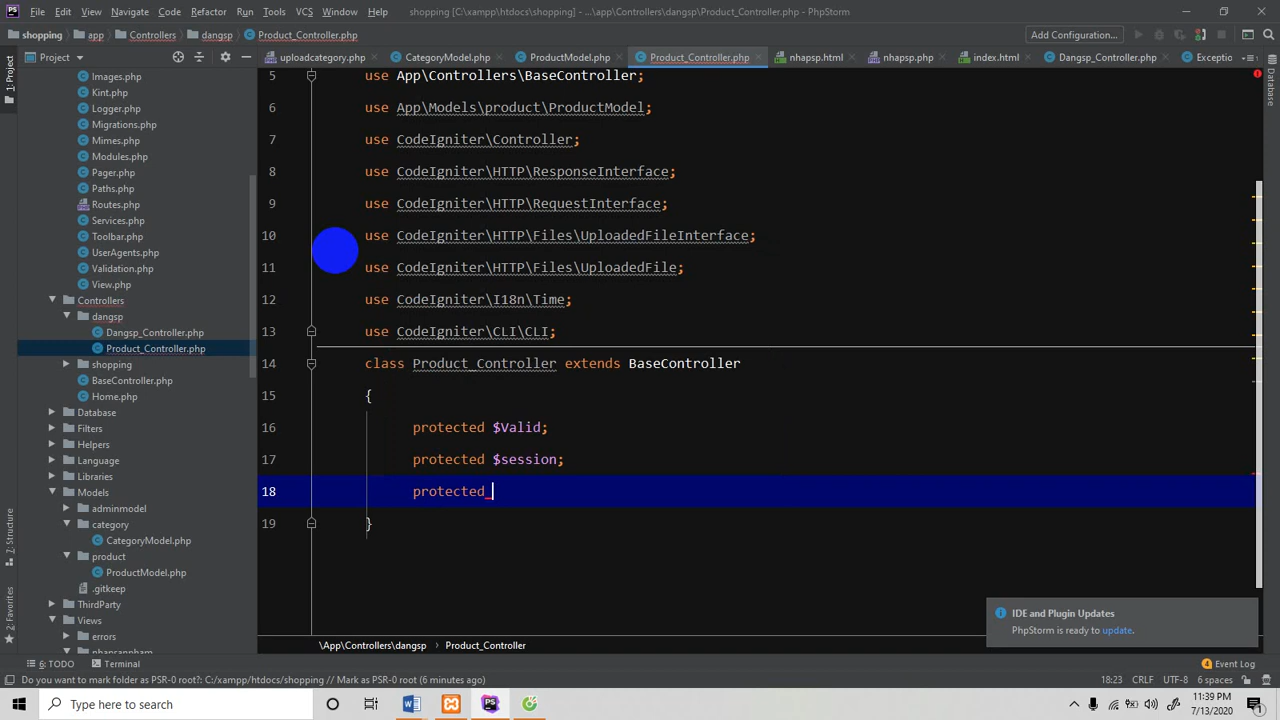 File Edit View Navigate Code Refactor Run Tools VCS Window Help shopping [C:\xampp\htdocs\shopping] - ...\app\Controllers\dangsp\Product_Controller.php - PhpStorm
shopping app Controllers dangsp Product_Controller.php Add Configuration...
Project uploadcategory.php CategoryModel.php ProductModel.php Product_Controller.php nhapsp.html nhapsp.php index.html Dangsp_Controller.php Exceptio
1: Project
Database
7: Structure
2: Favorites
Images.php
Kint.php
Logger.php
Migrations.php
Mimes.php
Modules.php
Pager.php
Paths.php
Routes.php
Services.php
Toolbar.php
UserAgents.php
Validation.php
View.php
Controllers
dangsp
Dangsp_Controller.php
Product_Controller.php
shopping
BaseController.php
Home.php
Database
Filters
Helpers
Language
Libraries
Models
adminmodel
category
CategoryModel.php
product
ProductModel.php
.gitkeep
ThirdParty
Views
errors
5 use App\Controllers\BaseController;
6 use App\Models\product\ProductModel;
7 use CodeIgniter\Controller;
8 use CodeIgniter\HTTP\ResponseInterface;
9 use CodeIgniter\HTTP\RequestInterface;
10 use CodeIgniter\HTTP\Files\UploadedFileInterface;
11 use CodeIgniter\HTTP\Files\UploadedFile;
12 use CodeIgniter\I18n\Time;
13 use CodeIgniter\CLI\CLI;
14 class Product_Controller extends BaseController
15 {
16 protected $Valid;
17 protected $session;
18 protected
19 }
IDE and Plugin Updates
PhpStorm is ready to update.
\App\Controllers\dangsp › Product_Controller
6: TODO Terminal 4 Event Log
Do you want to mark folder as PSR-0 root?: C:/xampp/htdocs/shopping // Mark as PSR-0 root (6 minutes ago) 18:23 CRLF UTF-8 6 spaces
Type here to search
11:39 PM
7/13/2020